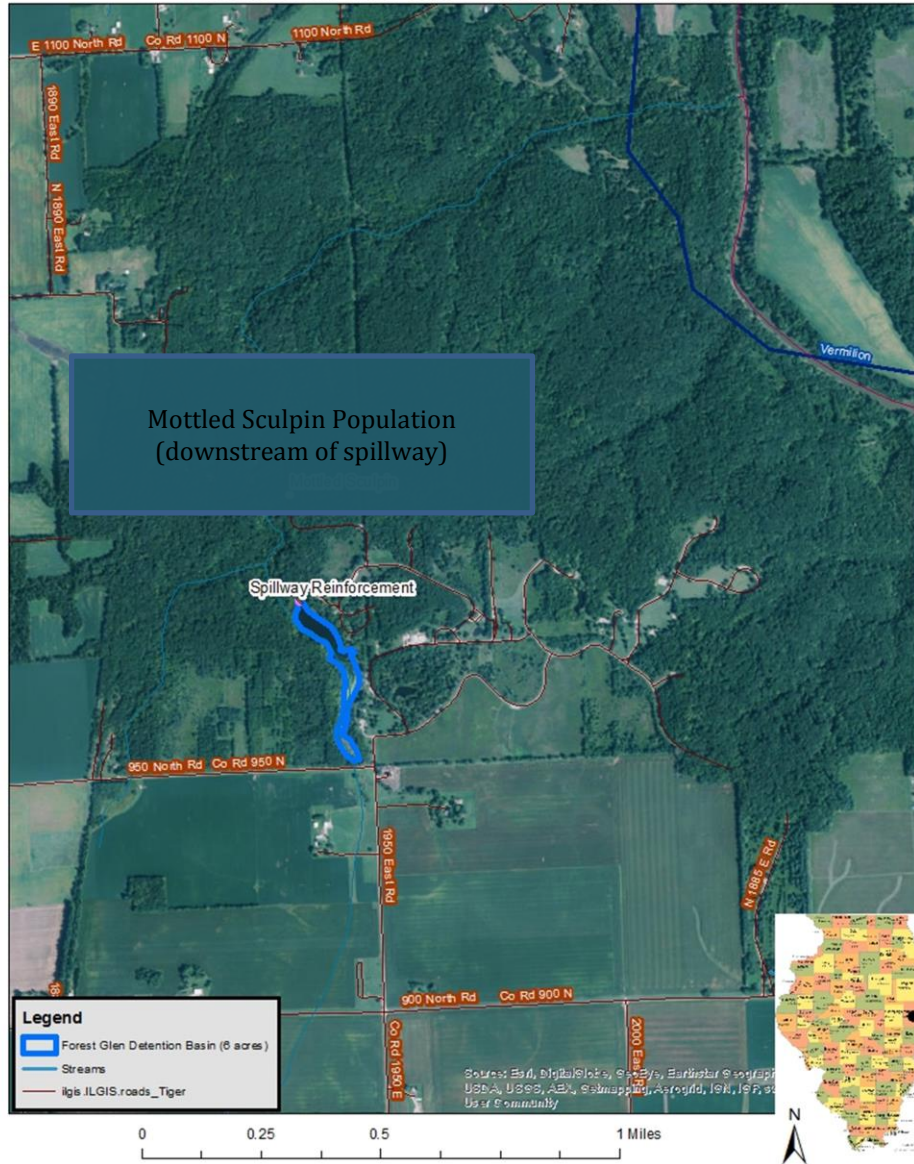 E 1100 North Rd
Co Rd 1100 N
1100 North Rd
1890 East Rd
N 1890 East Rd
Vermilion
Mottled Sculpin Population
(downstream of spillway)
Spillway Reinforcement
950 North Rd Co Rd 950 N
1950 East Rd
N 1885 E Rd
900 North Rd Co Rd 900 N
Co Rd 1950 E
2000 East Rd
Legend
Forest Glen Detention Basin (6 acres)
Streams
ilgis.ILGIS.roads_Tiger
Source: Esri, DigitalGlobe, GeoEye, Earthstar
USDA, USGS, AEX, Getmapping, Aerogrid, IGN, IGP,
User Community
N
0 0.25 0.5 1 Miles